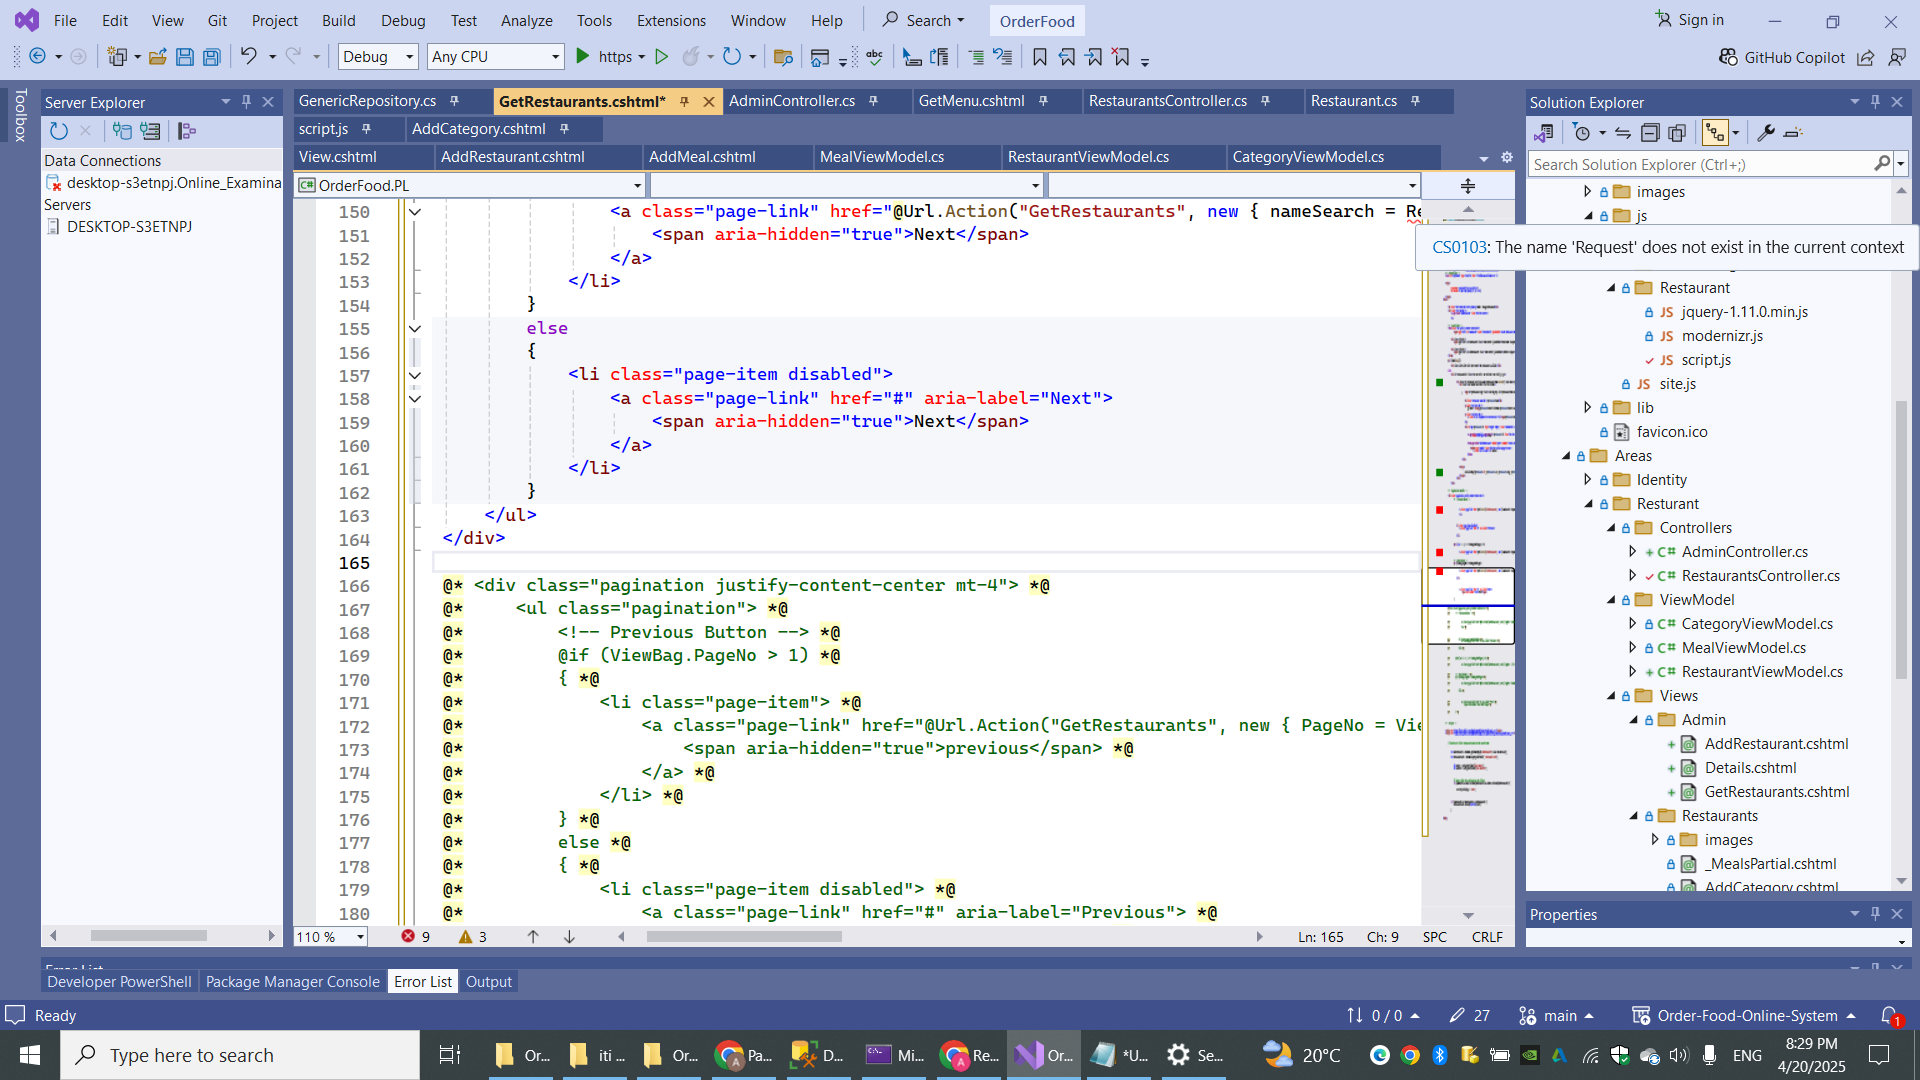 File Edit View Git Project Build Debug Test Analyze Tools Extensions Window Help Search OrderFood Sign in
Debug Any CPU https GitHub Copilot
Toolbox
Server Explorer
Data Connections
desktop-s3etnpj.Online_Examina
Servers
DESKTOP-S3ETNPJ
GenericRepository.cs GetRestaurants.cshtml* AdminController.cs GetMenu.cshtml RestaurantsController.cs Restaurant.cs
script.js AddCategory.cshtml
View.cshtml AddRestaurant.cshtml AddMeal.cshtml MealViewModel.cs RestaurantViewModel.cs CategoryViewModel.cs
C# OrderFood.PL
150 <a class="page-link" href="@Url.Action("GetRestaurants", new { nameSearch = Re
151 <span aria-hidden="true">Next</span>
152 </a>
153 </li>
154 }
155 else
156 {
157 <li class="page-item disabled">
158 <a class="page-link" href="#" aria-label="Next">
159 <span aria-hidden="true">Next</span>
160 </a>
161 </li>
162 }
163 </ul>
164 </div>
165
166 @* <div class="pagination justify-content-center mt-4"> *@
167 @* <ul class="pagination"> *@
168 @* <!-- Previous Button --> *@
169 @* @if (ViewBag.PageNo > 1) *@
170 @* { *@
171 @* <li class="page-item"> *@
172 @* <a class="page-link" href="@Url.Action("GetRestaurants", new { PageNo = Vie
173 @* <span aria-hidden="true">previous</span> *@
174 @* </a> *@
175 @* </li> *@
176 @* } *@
177 @* else *@
178 @* { *@
179 @* <li class="page-item disabled"> *@
180 @* <a class="page-link" href="#" aria-label="Previous"> *@
110 % 9 3 Ln: 165 Ch: 9 SPC CRLF
CS0103: The name 'Request' does not exist in the current context
Solution Explorer
Search Solution Explorer (Ctrl+;)
images
js
Restaurant
JS jquery-1.11.0.min.js
JS modernizr.js
JS script.js
JS site.js
lib
favicon.ico
Areas
Identity
Resturant
Controllers
C# AdminController.cs
C# RestaurantsController.cs
ViewModel
C# CategoryViewModel.cs
C# MealViewModel.cs
C# RestaurantViewModel.cs
Views
Admin
AddRestaurant.cshtml
Details.cshtml
GetRestaurants.cshtml
Restaurants
images
_MealsPartial.cshtml
AddCategory.cshtml
Properties
Error List
Developer PowerShell Package Manager Console Error List Output
Ready 0 / 0 27 main Order-Food-Online-System 1
Type here to search Or... iti ... Or... Pa... D... Mi... Re... Or... *U... Se... 20°C ENG 8:29 PM
4/20/2025